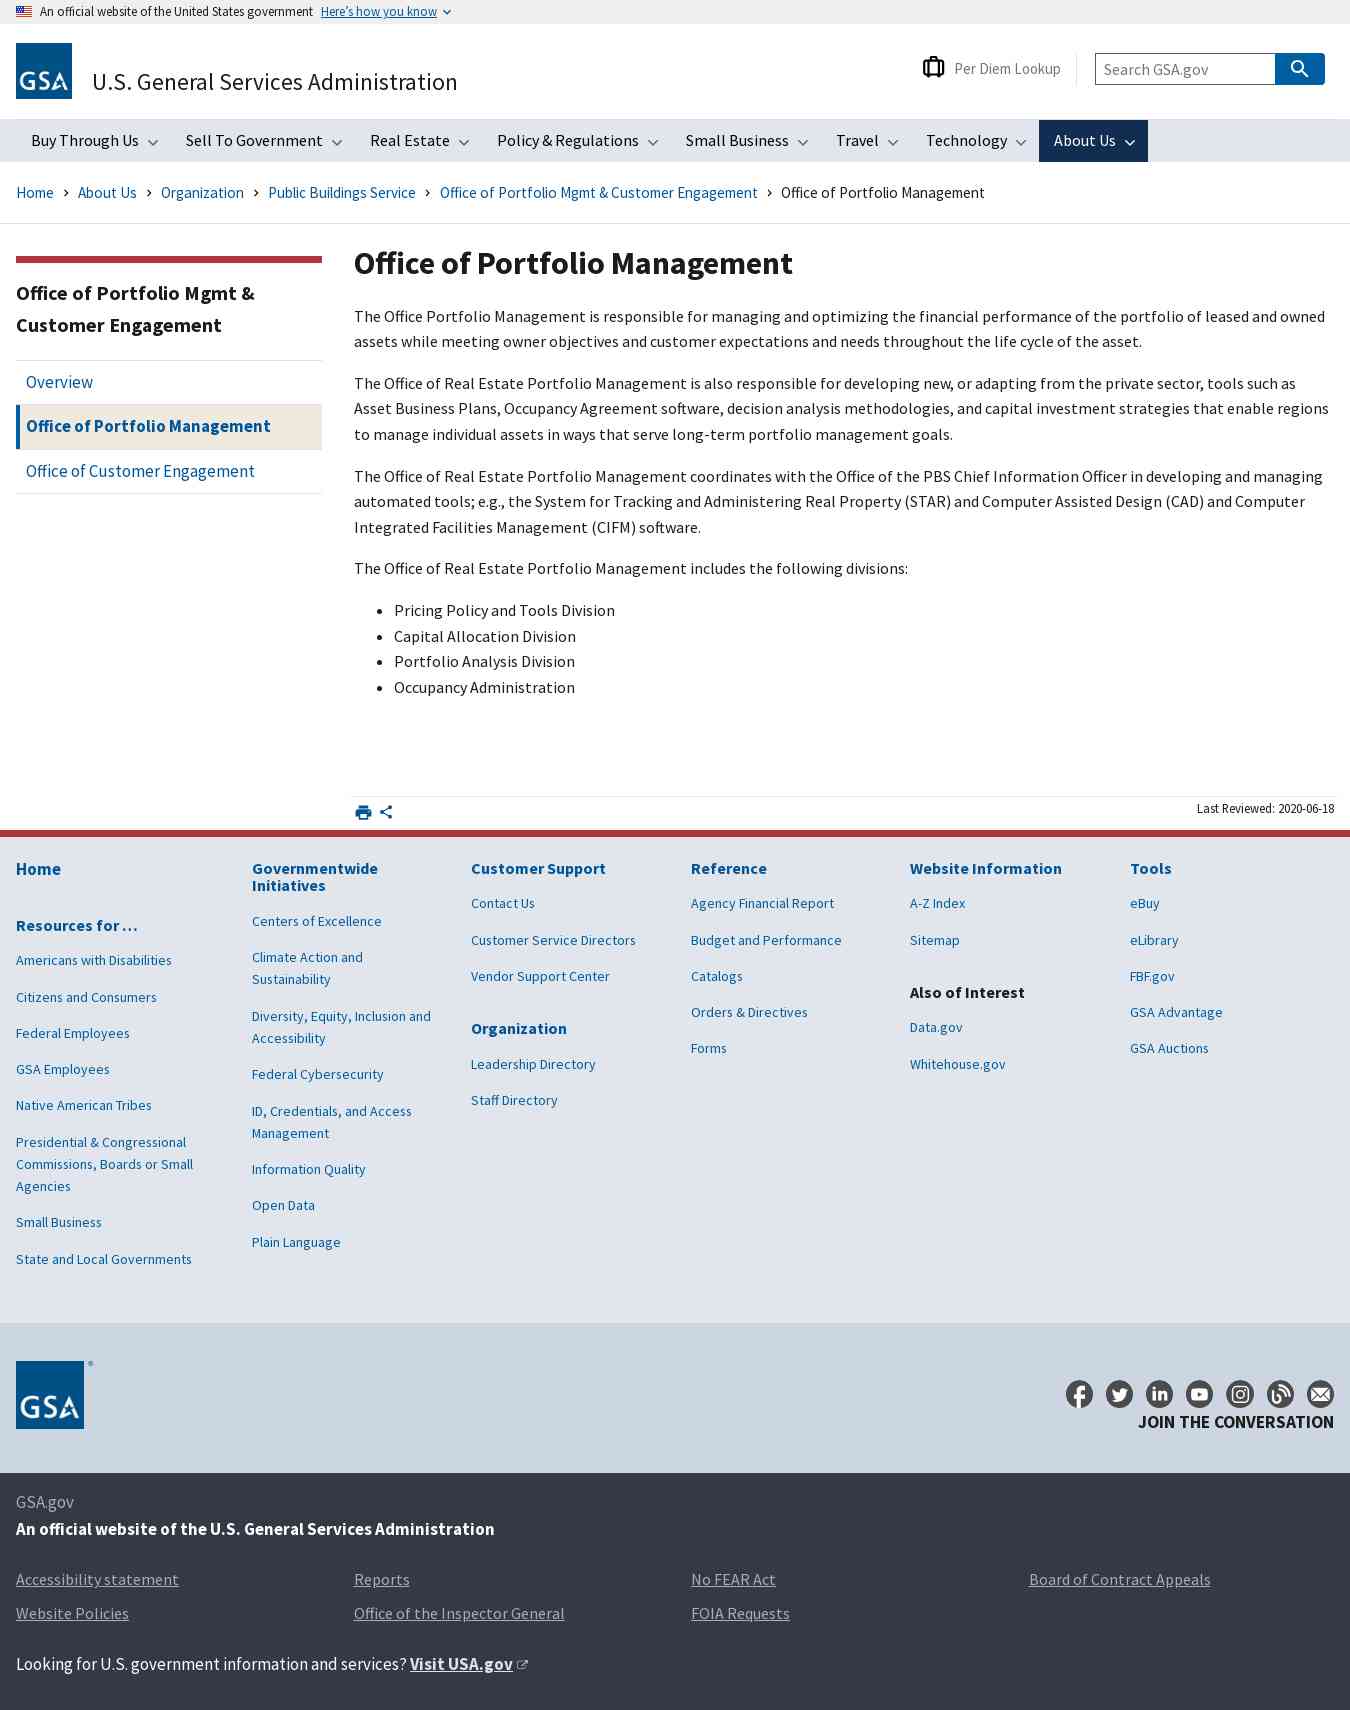 An official website of the United States government Here's how you know
GSA
U.S. General Services Administration
Per Diem Lookup
Search GSA.gov
Buy Through Us
Sell To Government
Real Estate
Policy & Regulations
Small Business
Travel
Technology
About Us
Home > About Us > Organization > Public Buildings Service > Office of Portfolio Mgmt & Customer Engagement > Office of Portfolio Management
Office of Portfolio Mgmt &
Customer Engagement
Overview
Office of Portfolio Management
Office of Customer Engagement
Office of Portfolio Management
The Office Portfolio Management is responsible for managing and optimizing the financial performance of the portfolio of leased and owned
assets while meeting owner objectives and customer expectations and needs throughout the life cycle of the asset.
The Office of Real Estate Portfolio Management is also responsible for developing new, or adapting from the private sector, tools such as
Asset Business Plans, Occupancy Agreement software, decision analysis methodologies, and capital investment strategies that enable regions
to manage individual assets in ways that serve long-term portfolio management goals.
The Office of Real Estate Portfolio Management coordinates with the Office of the PBS Chief Information Officer in developing and managing
automated tools; e.g., the System for Tracking and Administering Real Property (STAR) and Computer Assisted Design (CAD) and Computer
Integrated Facilities Management (CIFM) software.
The Office of Real Estate Portfolio Management includes the following divisions:
• Pricing Policy and Tools Division
• Capital Allocation Division
• Portfolio Analysis Division
• Occupancy Administration
Last Reviewed: 2020-06-18
Home
Resources for …
Americans with Disabilities
Citizens and Consumers
Federal Employees
GSA Employees
Native American Tribes
Presidential & Congressional
Commissions, Boards or Small
Agencies
Small Business
State and Local Governments
Governmentwide
Initiatives
Centers of Excellence
Climate Action and
Sustainability
Diversity, Equity, Inclusion and
Accessibility
Federal Cybersecurity
ID, Credentials, and Access
Management
Information Quality
Open Data
Plain Language
Customer Support
Contact Us
Customer Service Directors
Vendor Support Center
Organization
Leadership Directory
Staff Directory
Reference
Agency Financial Report
Budget and Performance
Catalogs
Orders & Directives
Forms
Website Information
A-Z Index
Sitemap
Also of Interest
Data.gov
Whitehouse.gov
Tools
eBuy
eLibrary
FBF.gov
GSA Advantage
GSA Auctions
GSA ®
JOIN THE CONVERSATION
GSA.gov
An official website of the U.S. General Services Administration
Accessibility statement
Website Policies
Reports
Office of the Inspector General
No FEAR Act
FOIA Requests
Board of Contract Appeals
Looking for U.S. government information and services? Visit USA.gov